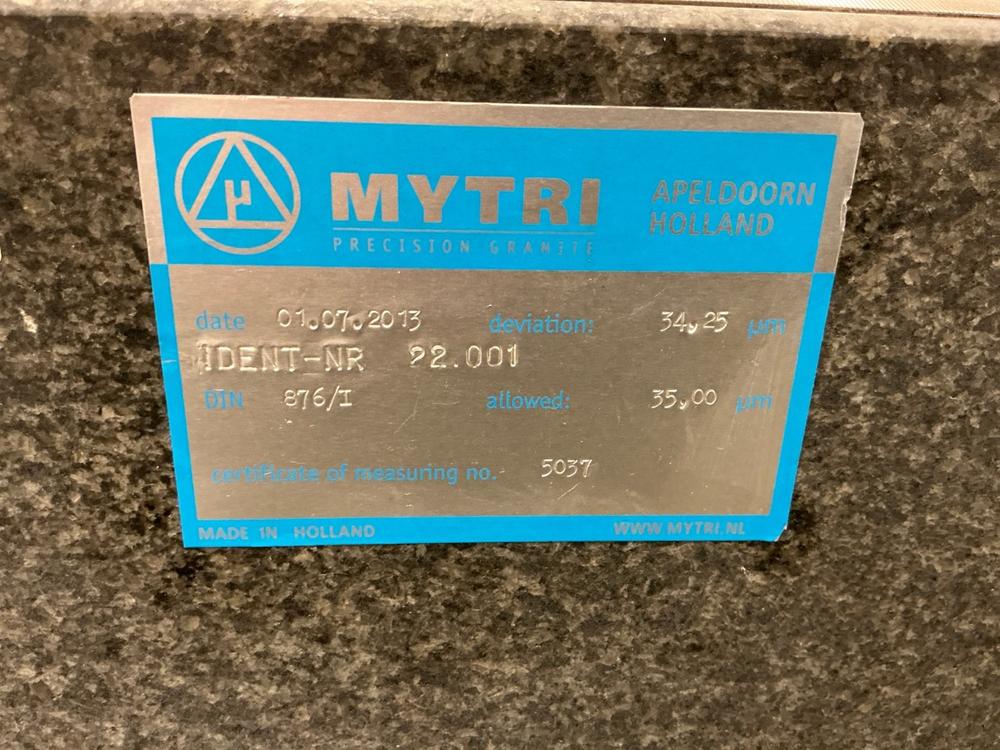 µ
MYTRI
PRECISION GRANITE
APELDOORN
HOLLAND
date 01.07.2013 deviation: 34,25 µm
IDENT-NR 22.001
DIN 876/I allowed: 35,00 µm
certificate of measuring no. 5037
MADE IN HOLLAND WWW.MYTRI.NL